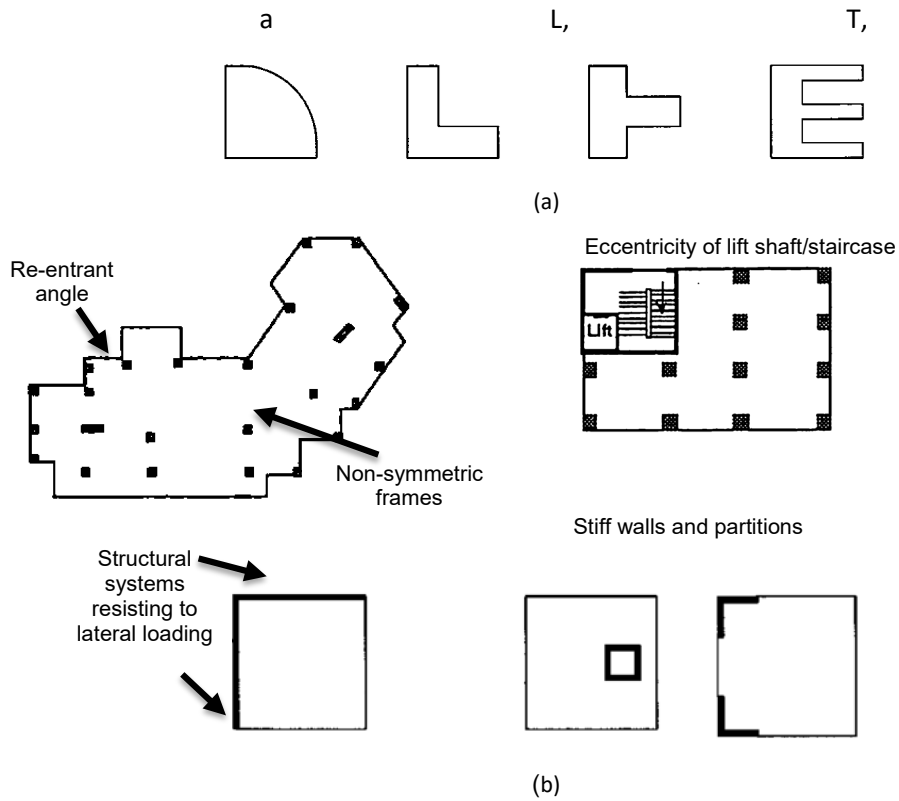 a L, T,
(a)
Re-entrant
angle
Eccentricity of lift shaft/staircase
Lift
Non-symmetric
frames
Stiff walls and partitions
Structural
systems
resisting to
lateral loading
(b)